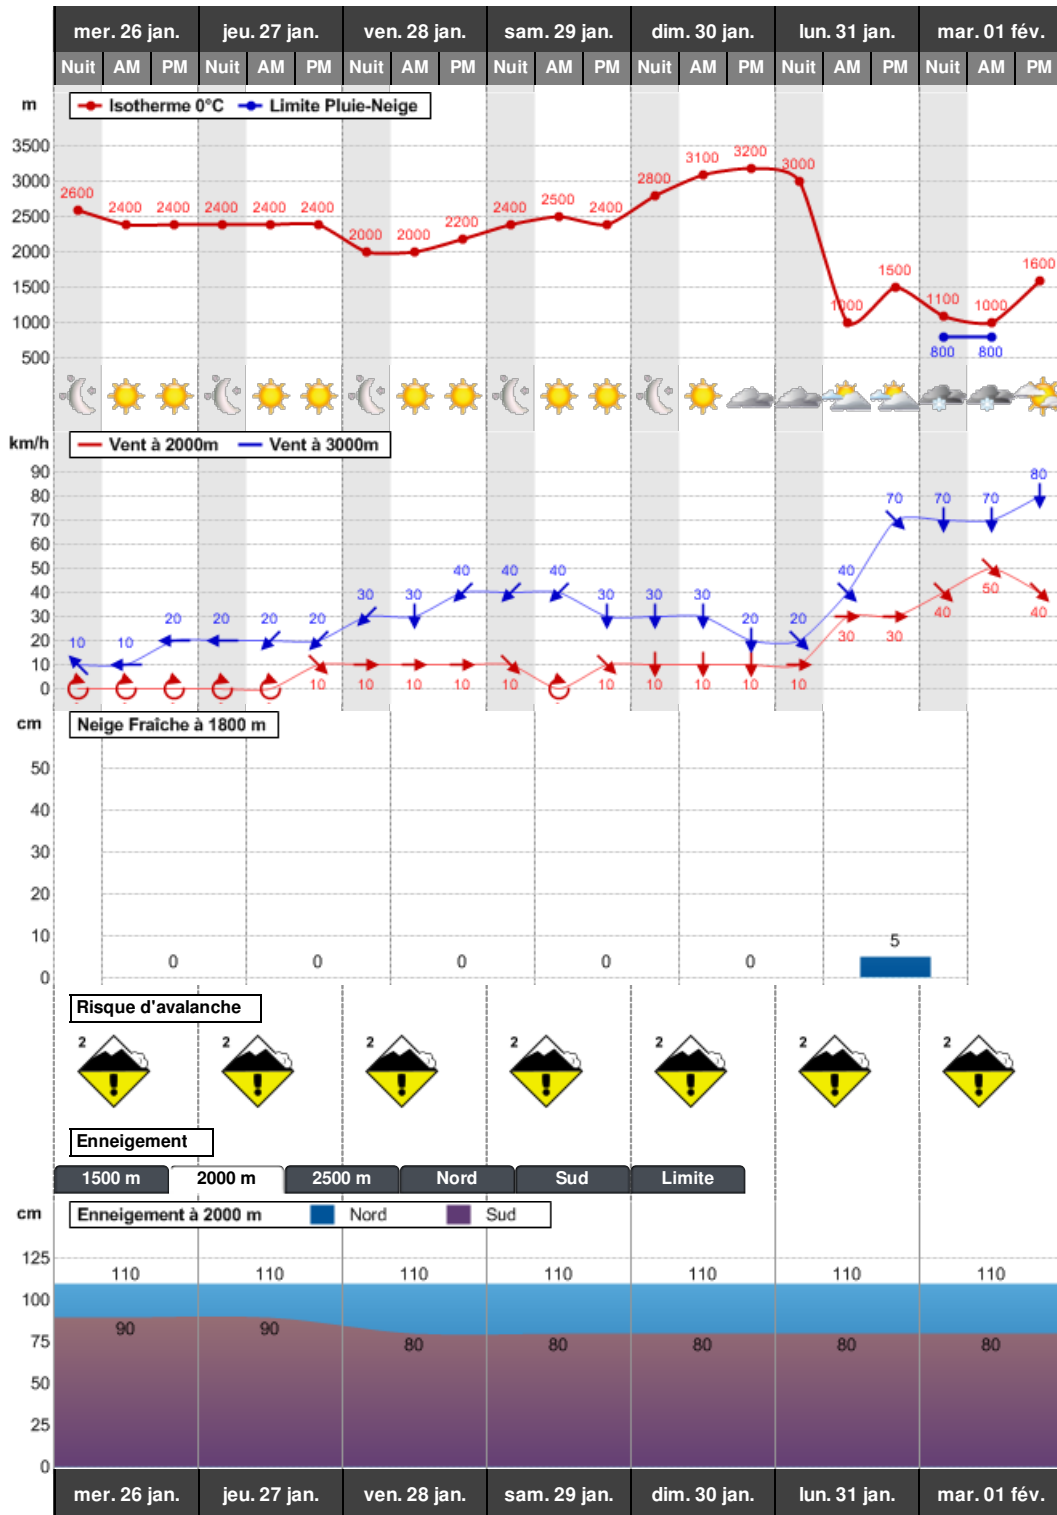 mer. 26 jan. jeu. 27 jan. ven. 28 jan. sam. 29 jan. dim. 30 jan. lun. 31 jan. mar. 01 fév.
Nuit AM PM Nuit AM PM Nuit AM PM Nuit AM PM Nuit AM PM Nuit AM PM Nuit AM PM
m
Isotherme 0°C Limite Pluie-Neige
3500
3000
2500
2000
1500
1000
500
2600 2400 2400 2400 2400 2400 2000 2000 2200 2400 2500 2400 2800 3100 3200 3000 1000 1500 1100 1000 1600
800 800
km/h
Vent à 2000m Vent à 3000m
90
80
70
60
50
40
30
20
10
0
10 10 20 20 20 20 30 30 40 40 40 30 30 30 20 20 40 70 70 70 80
10 10 10 10 10 10 10 10 10 10 30 30 40 50 40
cm
Neige Fraîche à 1800 m
50
40
30
20
10
0
0 0 0 0 0 5
Risque d'avalanche
2 2 2 2 2 2 2
Enneigement
1500 m 2000 m 2500 m Nord Sud Limite
cm
Enneigement à 2000 m Nord Sud
125
100
75
50
25
0
110 110 110 110 110 110 110
90 90 80 80 80 80 80
mer. 26 jan. jeu. 27 jan. ven. 28 jan. sam. 29 jan. dim. 30 jan. lun. 31 jan. mar. 01 fév.